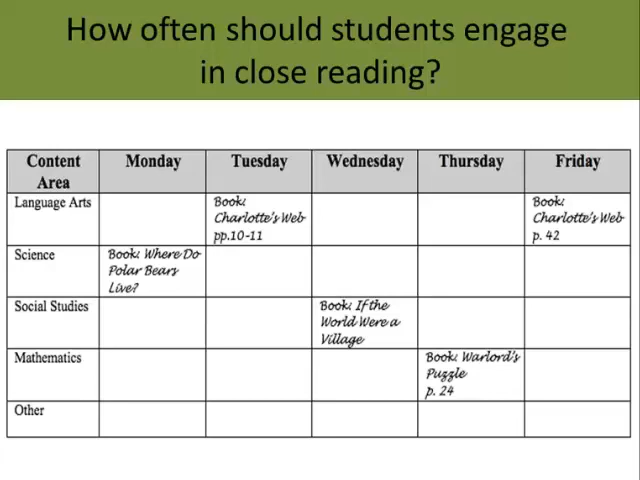 How often should students engage
in close reading?
Content Area Monday Tuesday Wednesday Thursday Friday
Language Arts
Book:
Charlotte's Web
pp.10-11
Book:
Charlotte's Web
p. 42
Science
Book: Where Do
Polar Bears
Live?
Social Studies
Book: If the
World Were a
Village
Mathematics
Book: Warlord's
Puzzle
p. 24
Other